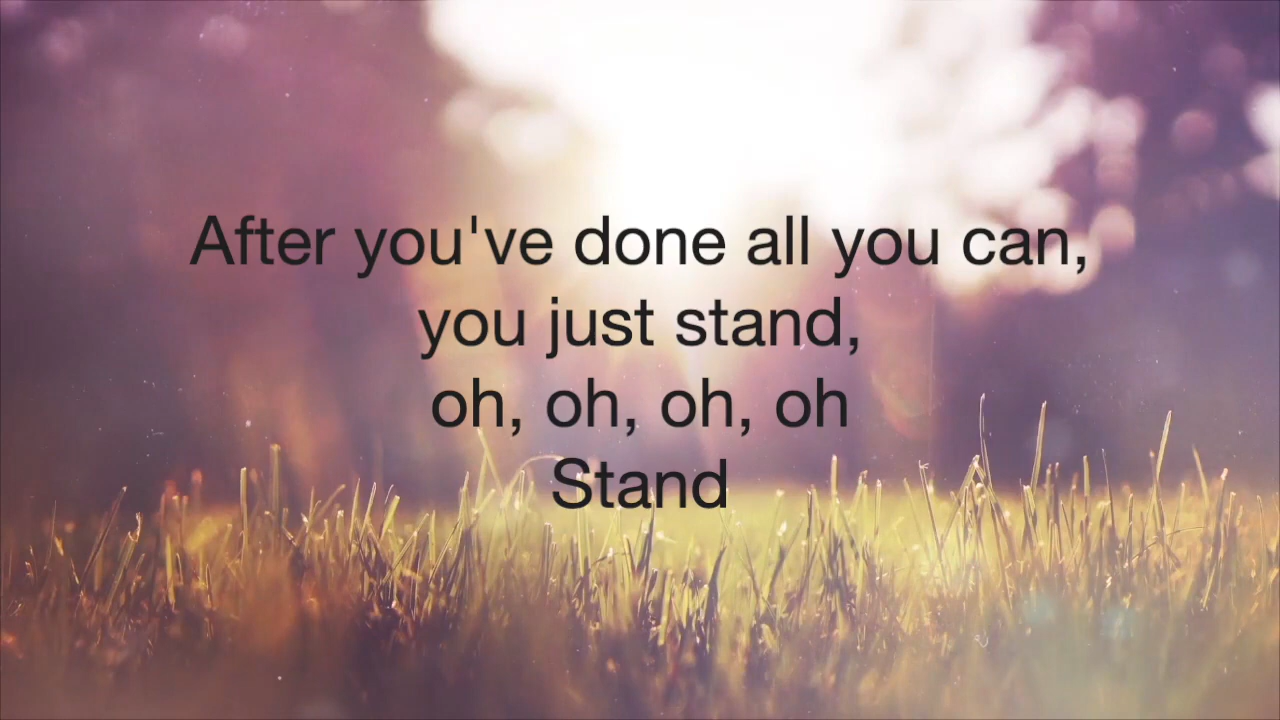 After you've done all you can,
you just stand,
oh, oh, oh, oh
Stand